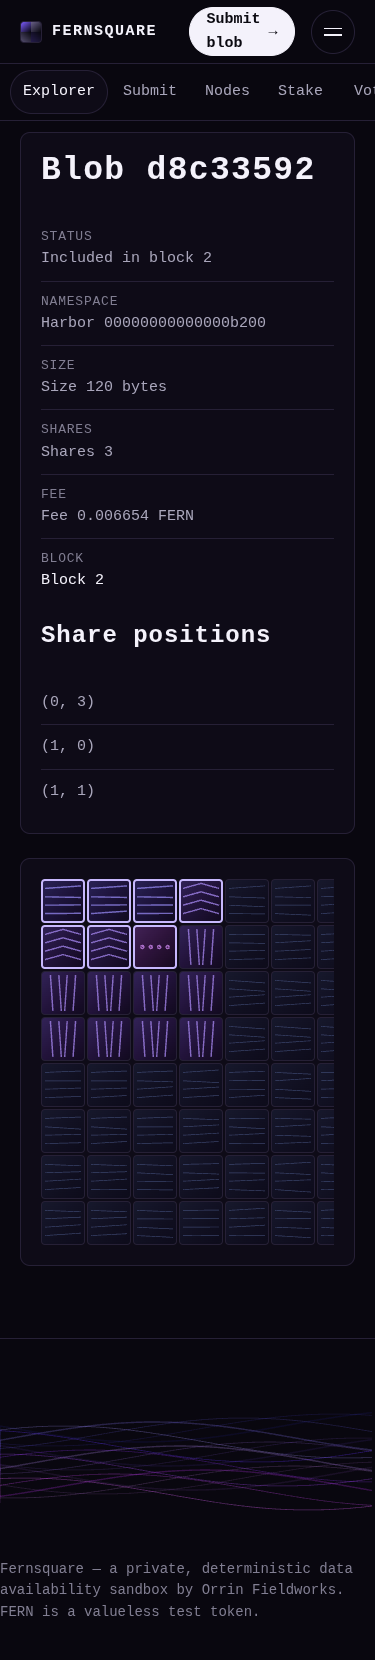 FERNSQUARE
Submit
blob →
Explorer Submit Nodes Stake
Blob d8c33592
STATUS
Included in block 2
NAMESPACE
Harbor 00000000000000b200
SIZE
Size 120 bytes
SHARES
Shares 3
FEE
Fee 0.006654 FERN
BLOCK
Block 2
Share positions
(0, 3)
(1, 0)
(1, 1)
Fernsquare — a private, deterministic data
availability sandbox by Orrin Fieldworks.
FERN is a valueless test token.